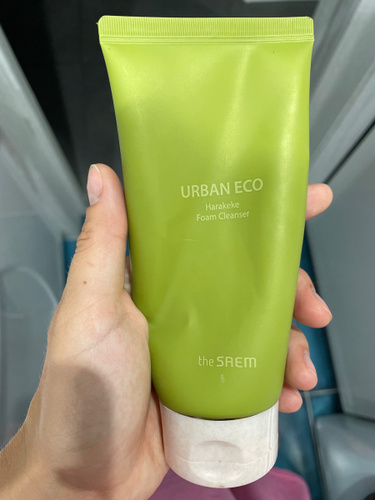 URBAN ECO
Harakeke
Foam Cleanser
the SAEM